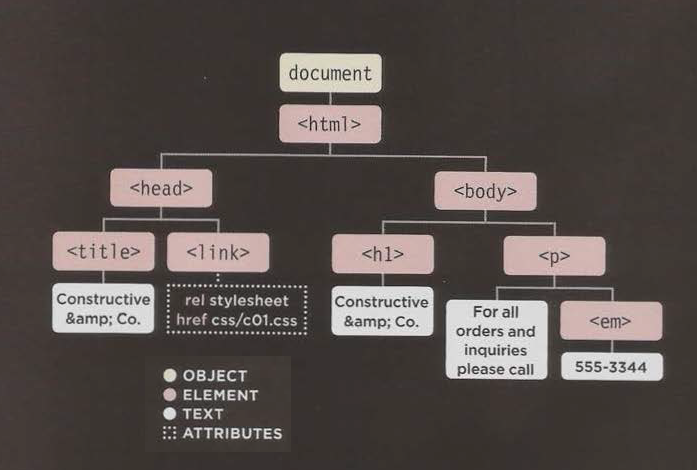 document
<html>
<head>
<body>
<title>
<link>
<h1>
<p>
Constructive
&amp; Co.
rel stylesheet
href css/c01.css
Constructive
&amp; Co.
For all
orders and
inquiries
please call
<em>
555-3344
OBJECT
ELEMENT
TEXT
ATTRIBUTES